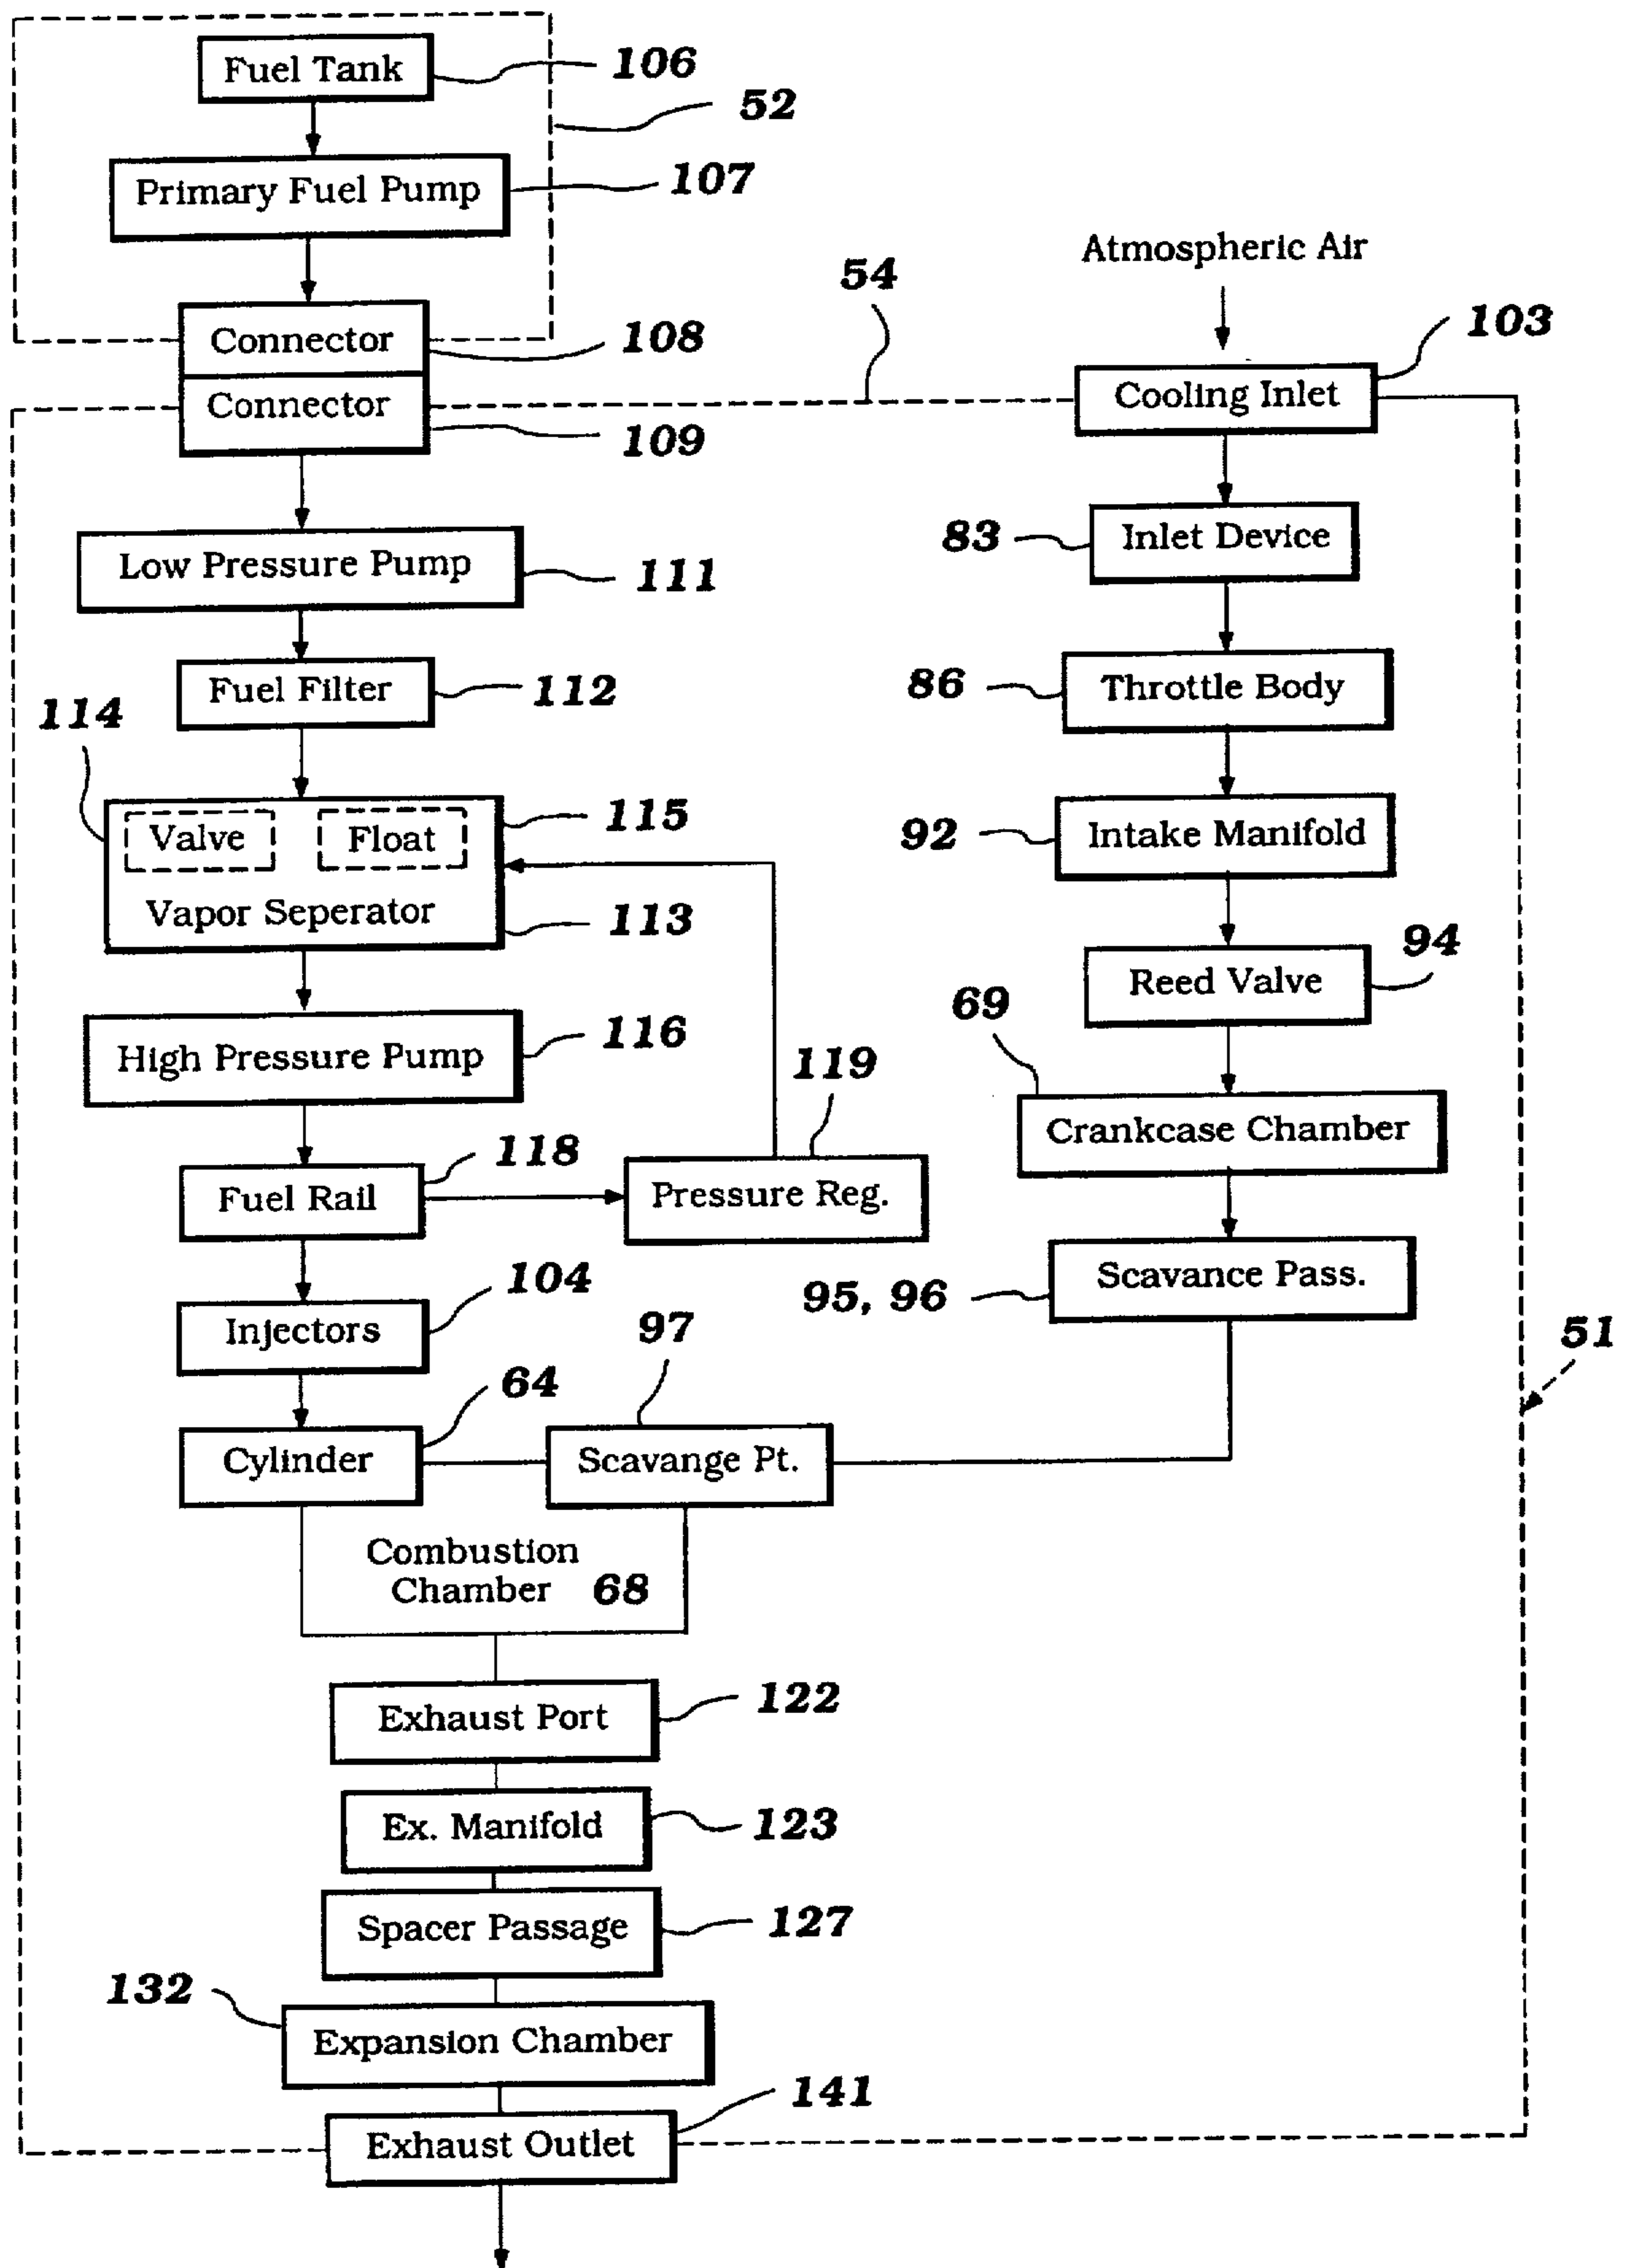 Fuel Tank
106
52
Primary Fuel Pump
107
Connector
108
Connector
109
54
Atmospheric Air
Cooling Inlet
103
Low Pressure Pump
111
Inlet Device
83
Fuel Filter
112
Throttle Body
86
114
Valve
Float
115
Vapor Seperator
113
Intake Manifold
92
Reed Valve
94
High Pressure Pump
116
69
Crankcase Chamber
119
118
Fuel Rail
Pressure Reg.
Scavance Pass.
95, 96
104
Injectors
97
51
64
Cylinder
Scavange Pt.
Combustion
Chamber 68
Exhaust Port
122
Ex. Manifold
123
Spacer Passage
127
132
Expansion Chamber
141
Exhaust Outlet